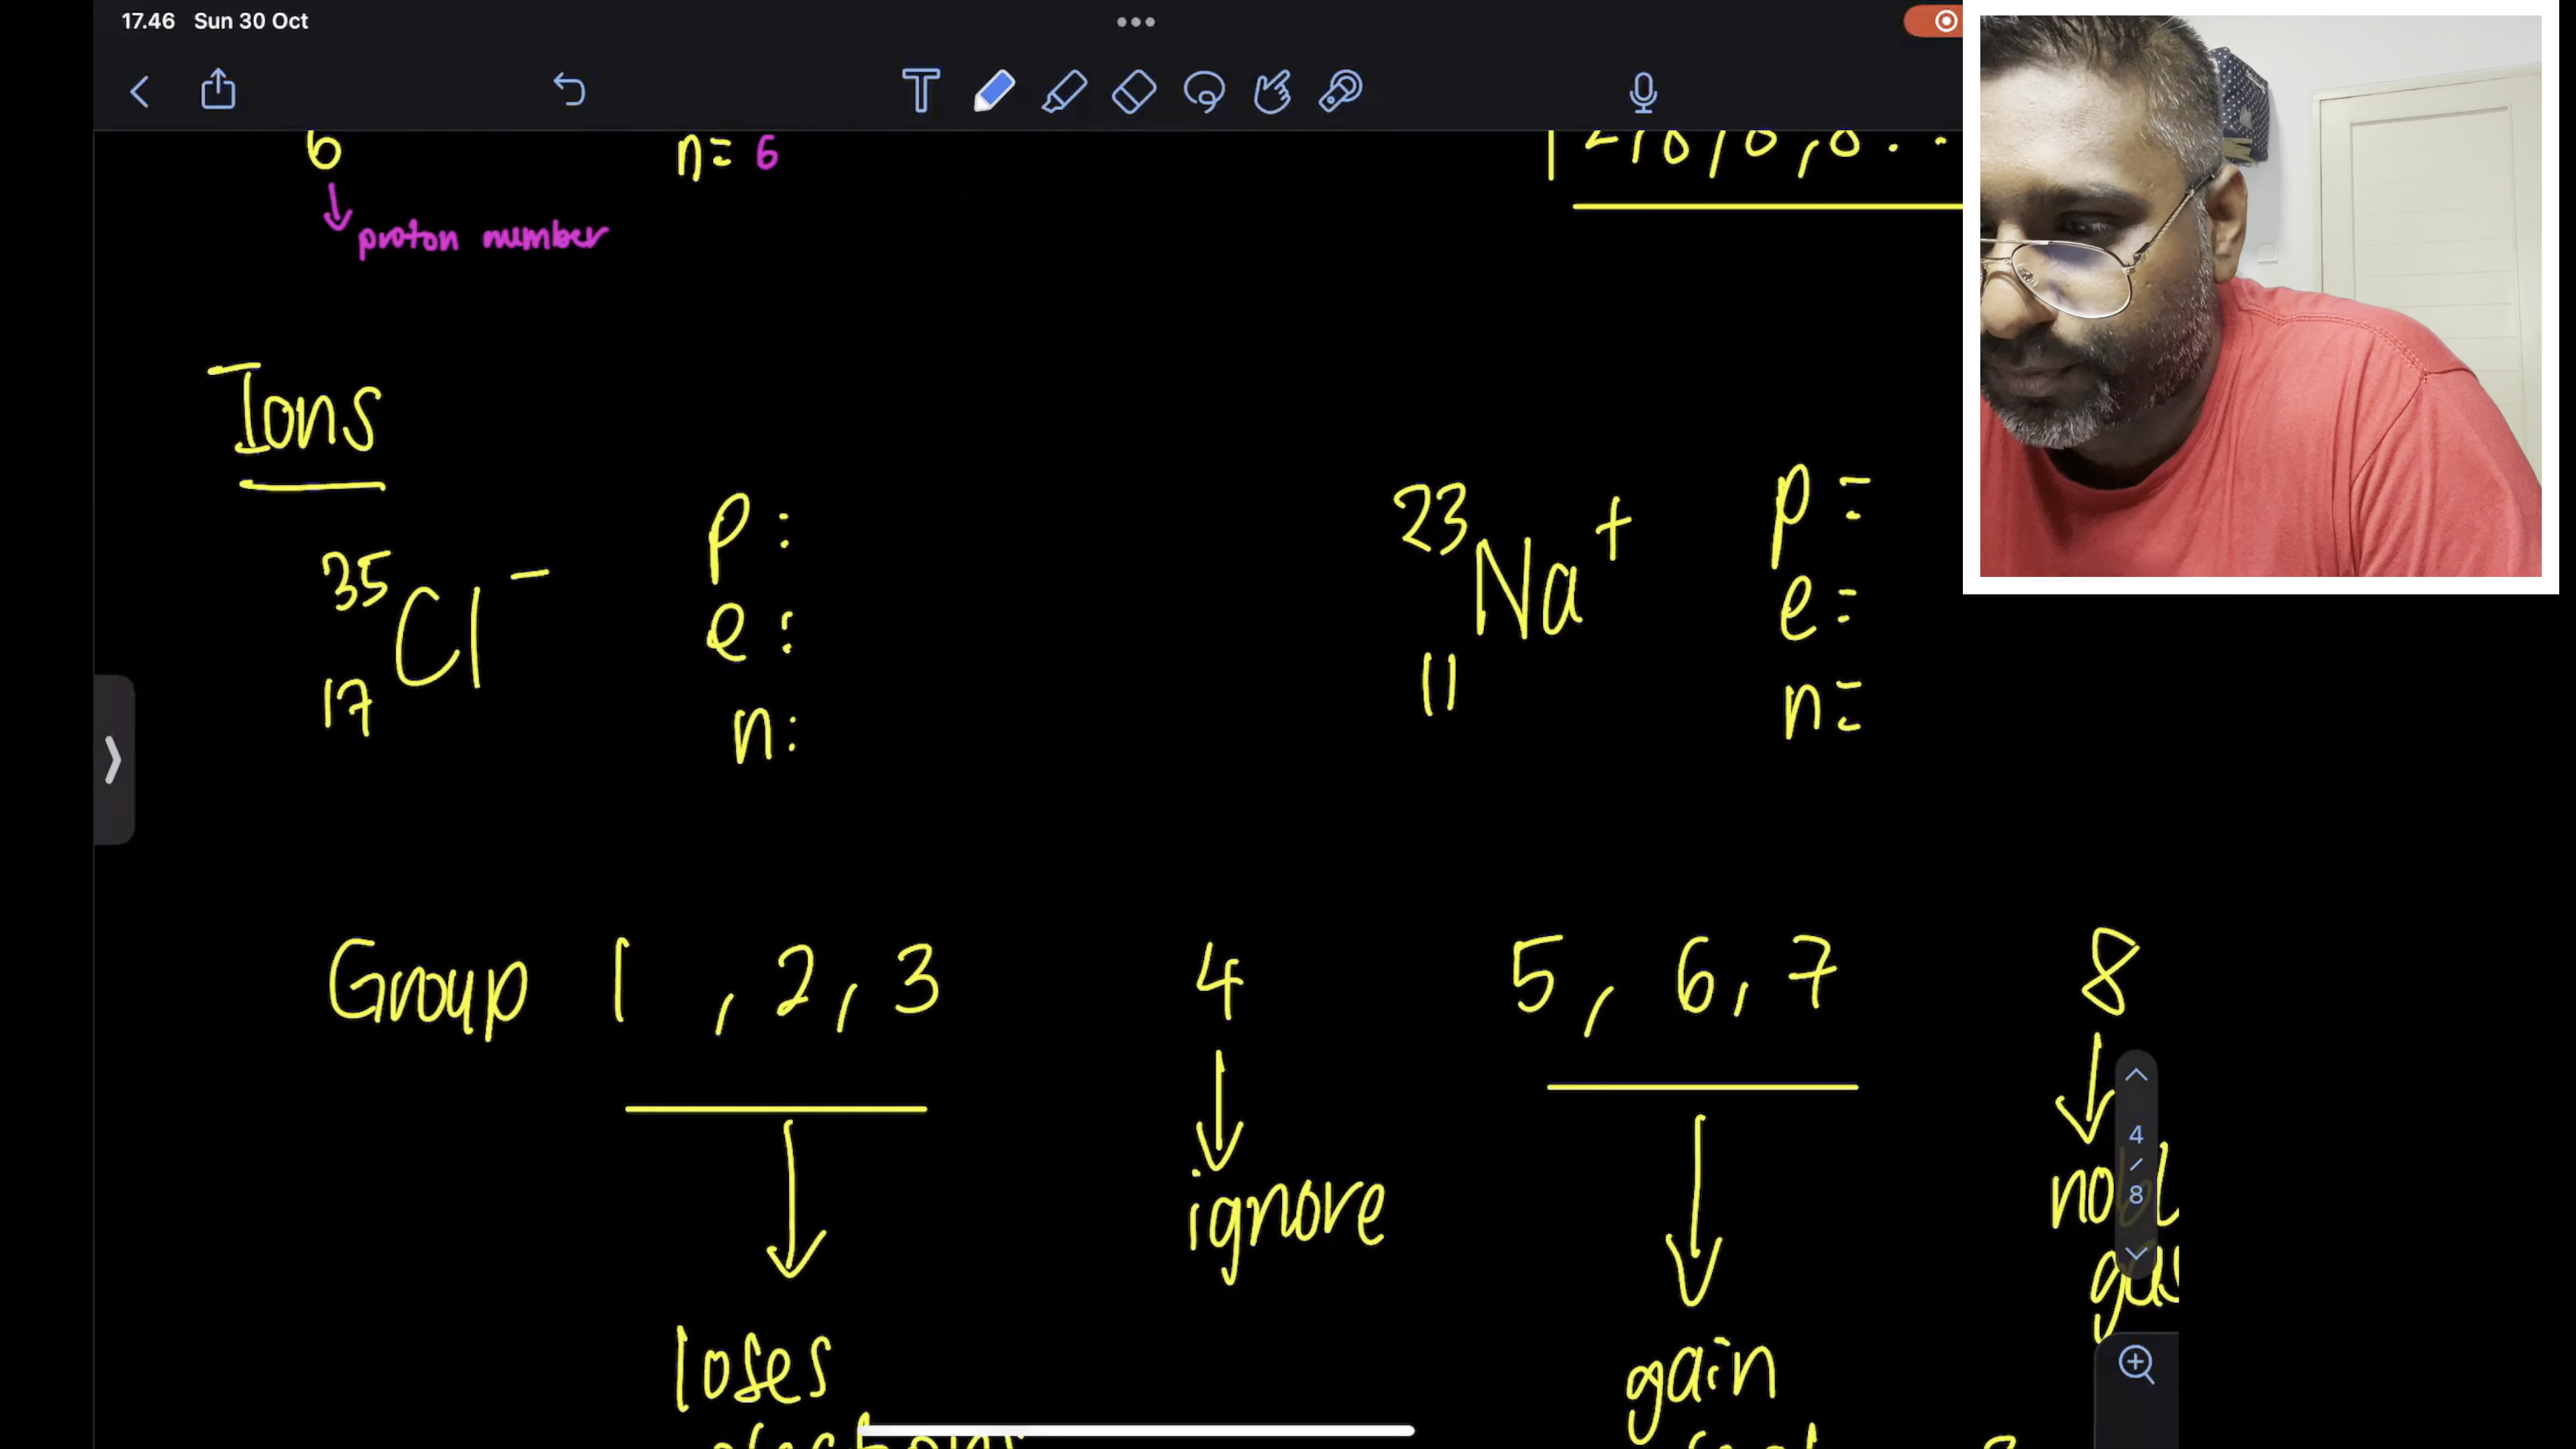 17.46 Sun 30 Oct
T
6
n= 6
proton number
Ions
35
Cl
−
17
p:
e:
n:
23
Na
+
11
p=
e=
n=
Group 1 , 2, 3 4 5, 6, 7 8
ignore
4
/
8
loses
gain